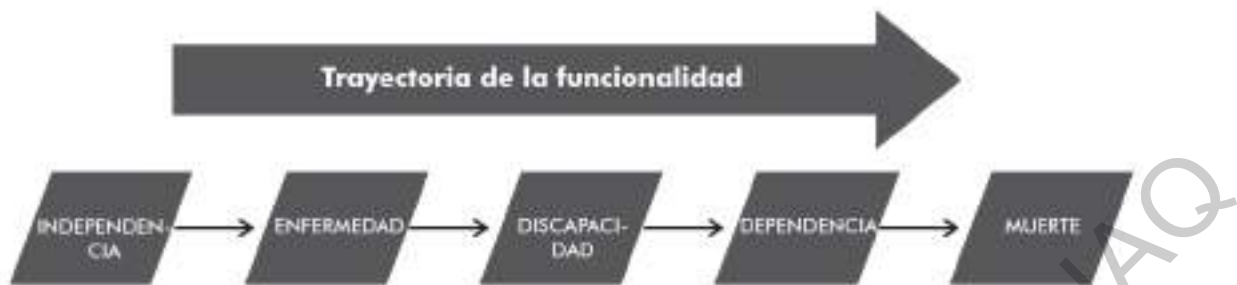 Trayectoria de la funcionalidad
INDEPENDEN-
CIA
ENFERMEDAD
DISCAPACI-
DAD
DEPENDENCIA
MUERTE